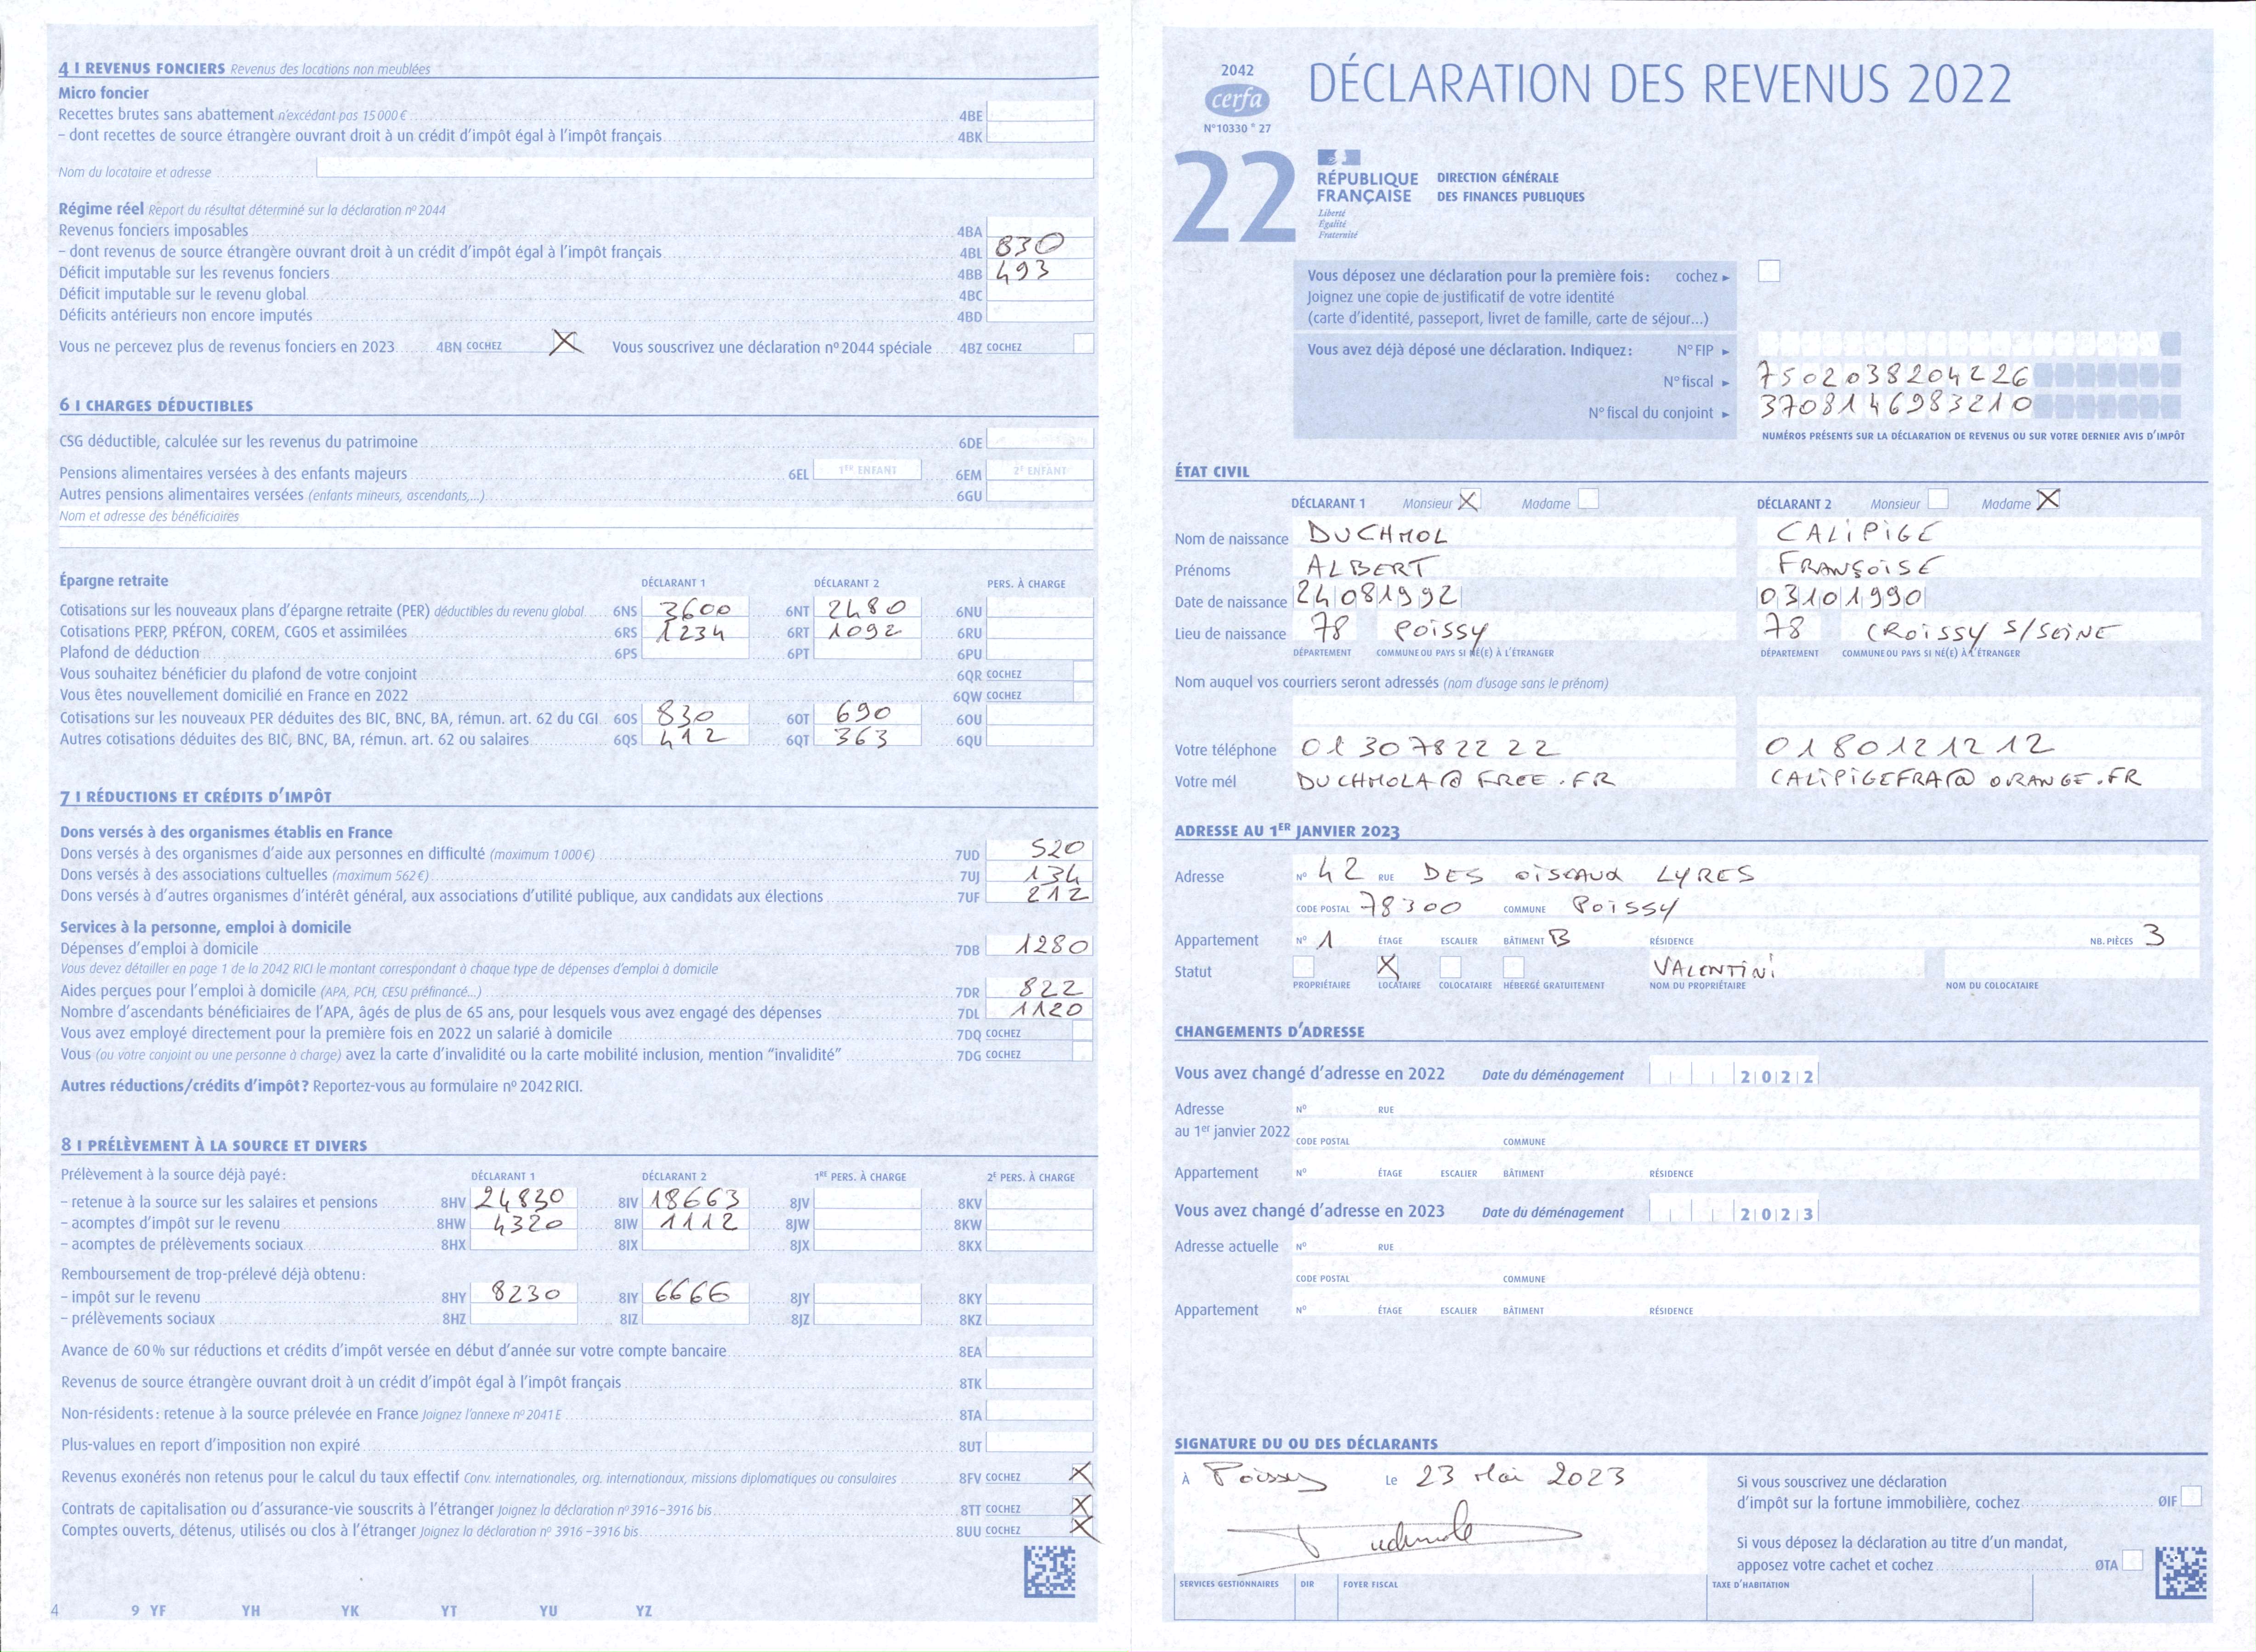 4 I REVENUS FONCIERS Revenus des locations non meublées
Micro foncier
Recettes brutes sans abattement n'excédant pas 15 000 € 4BE
– dont recettes de source étrangère ouvrant droit à un crédit d'impôt égal à l'impôt français 4BK
Nom du locataire et adresse
Régime réel Report du résultat déterminé sur la déclaration nº 2044
Revenus fonciers imposables 4BA
– dont revenus de source étrangère ouvrant droit à un crédit d'impôt égal à l'impôt français 4BL 830
Déficit imputable sur les revenus fonciers 4BB 493
Déficit imputable sur le revenu global 4BC
Déficits antérieurs non encore imputés 4BD
Vous ne percevez plus de revenus fonciers en 2023 4BN COCHEZ X Vous souscrivez une déclaration nº 2044 spéciale 4BZ COCHEZ
6 I CHARGES DÉDUCTIBLES
CSG déductible, calculée sur les revenus du patrimoine 6DE
Pensions alimentaires versées à des enfants majeurs 6EL 1ER ENFANT 6EM 2E ENFANT
Autres pensions alimentaires versées (enfants mineurs, ascendants,...) 6GU
Nom et adresse des bénéficiaires
Épargne retraite DÉCLARANT 1 DÉCLARANT 2 PERS. À CHARGE
Cotisations sur les nouveaux plans d'épargne retraite (PER) déductibles du revenu global 6NS 3600 6NT 2480 6NU
Cotisations PERP, PRÉFON, COREM, CGOS et assimilées 6RS 1234 6RT 1092 6RU
Plafond de déduction 6PS 6PT 6PU
Vous souhaitez bénéficier du plafond de votre conjoint 6QR COCHEZ
Vous êtes nouvellement domicilié en France en 2022 6QW COCHEZ
Cotisations sur les nouveaux PER déduites des BIC, BNC, BA, rémun. art. 62 du CGI 6OS 830 6OT 690 6OU
Autres cotisations déduites des BIC, BNC, BA, rémun. art. 62 ou salaires 6QS 412 6QT 363 6QU
7 I RÉDUCTIONS ET CRÉDITS D'IMPÔT
Dons versés à des organismes établis en France
Dons versés à des organismes d'aide aux personnes en difficulté (maximum 1 000 €) 7UD 520
Dons versés à des associations cultuelles (maximum 562 €) 7UJ 134
Dons versés à d'autres organismes d'intérêt général, aux associations d'utilité publique, aux candidats aux élections 7UF 212
Services à la personne, emploi à domicile
Dépenses d'emploi à domicile 7DB 1280
Vous devez détailler en page 1 de la 2042 RICI le montant correspondant à chaque type de dépenses d'emploi à domicile
Aides perçues pour l'emploi à domicile (APA, PCH, CESU préfinancé...) 7DR 822
Nombre d'ascendants bénéficiaires de l'APA, âgés de plus de 65 ans, pour lesquels vous avez engagé des dépenses 7DL 1120
Vous avez employé directement pour la première fois en 2022 un salarié à domicile 7DQ COCHEZ
Vous (ou votre conjoint ou une personne à charge) avez la carte d'invalidité ou la carte mobilité inclusion, mention "invalidité" 7DG COCHEZ
Autres réductions/crédits d'impôt? Reportez-vous au formulaire nº 2042 RICI.
8 I PRÉLÈVEMENT À LA SOURCE ET DIVERS
Prélèvement à la source déjà payé: DÉCLARANT 1 DÉCLARANT 2 1RE PERS. À CHARGE 2E PERS. À CHARGE
– retenue à la source sur les salaires et pensions 8HV 24830 8IV 18663 8JV 8KV
– acomptes d'impôt sur le revenu 8HW 4320 8IW 1112 8JW 8KW
– acomptes de prélèvements sociaux 8HX 8IX 8JX 8KX
Remboursement de trop-prélevé déjà obtenu:
– impôt sur le revenu 8HY 8230 8IY 6666 8JY 8KY
– prélèvements sociaux 8HZ 8IZ 8JZ 8KZ
Avance de 60 % sur réductions et crédits d'impôt versée en début d'année sur votre compte bancaire 8EA
Revenus de source étrangère ouvrant droit à un crédit d'impôt égal à l'impôt français 8TK
Non-résidents: retenue à la source prélevée en France Joignez l'annexe nº 2041 E 8TA
Plus-values en report d'imposition non expiré 8UT
Revenus exonérés non retenus pour le calcul du taux effectif Conv. internationales, org. internationaux, missions diplomatiques ou consulaires 8FV COCHEZ X
Contrats de capitalisation ou d'assurance-vie souscrits à l'étranger Joignez la déclaration nº 3916–3916 bis 8TT COCHEZ X
Comptes ouverts, détenus, utilisés ou clos à l'étranger Joignez la déclaration nº 3916 –3916 bis 8UU COCHEZ X
4 9 YF YH YK YT YU YZ
2042
cerfa
Nº 10330 * 27
DÉCLARATION DES REVENUS 2022
22
RÉPUBLIQUE FRANÇAISE
Liberté
Égalité
Fraternité
DIRECTION GÉNÉRALE
DES FINANCES PUBLIQUES
Vous déposez une déclaration pour la première fois: cochez ►
Joignez une copie de justificatif de votre identité
(carte d'identité, passeport, livret de famille, carte de séjour...)
Vous avez déjà déposé une déclaration. Indiquez: Nº FIP ►
Nº fiscal ► 7502038204226
Nº fiscal du conjoint ► 3708146983210
NUMÉROS PRÉSENTS SUR LA DÉCLARATION DE REVENUS OU SUR VOTRE DERNIER AVIS D'IMPÔT
ÉTAT CIVIL
DÉCLARANT 1 Monsieur X Madame DÉCLARANT 2 Monsieur Madame X
Nom de naissance DUCHMOL CALIPIGE
Prénoms ALBERT FRANÇOISE
Date de naissance 24081992 03101990
Lieu de naissance 78 POISSY 78 CROISSY S/SEINE
DÉPARTEMENT COMMUNE OU PAYS SI NÉ(E) À L'ÉTRANGER DÉPARTEMENT COMMUNE OU PAYS SI NÉ(E) À L'ÉTRANGER
Nom auquel vos courriers seront adressés (nom d'usage sans le prénom)
Votre téléphone 01 30 78 22 22 01 80 12 12 12
Votre mél DUCHMOLA@FREE.FR CALIPIGEFRA@ORANGE.FR
ADRESSE AU 1ER JANVIER 2023
Adresse Nº 42 RUE DES OISEAUX LYRES
CODE POSTAL 78300 COMMUNE POISSY
Appartement Nº 1 ÉTAGE ESCALIER BÂTIMENT B RÉSIDENCE NB. PIÈCES 3
Statut X VALENTINI
PROPRIÉTAIRE LOCATAIRE COLOCATAIRE HÉBERGÉ GRATUITEMENT NOM DU PROPRIÉTAIRE NOM DU COLOCATAIRE
CHANGEMENTS D'ADRESSE
Vous avez changé d'adresse en 2022 Date du déménagement 2022
Adresse Nº RUE
au 1er janvier 2022 CODE POSTAL COMMUNE
Appartement Nº ÉTAGE ESCALIER BÂTIMENT RÉSIDENCE
Vous avez changé d'adresse en 2023 Date du déménagement 2023
Adresse actuelle Nº RUE
CODE POSTAL COMMUNE
Appartement Nº ÉTAGE ESCALIER BÂTIMENT RÉSIDENCE
SIGNATURE DU OU DES DÉCLARANTS
À Poissy Le 23 Mai 2023
Si vous souscrivez une déclaration
d'impôt sur la fortune immobilière, cochez ØIF
Si vous déposez la déclaration au titre d'un mandat,
apposez votre cachet et cochez ØTA
SERVICES GESTIONNAIRES DIR FOYER FISCAL TAXE D'HABITATION